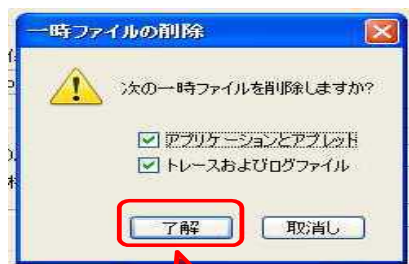 一時ファイルの削除
次の一時ファイルを削除しますか?
アプリケーションとアプレット
トレースおよびログファイル
了解
取消し